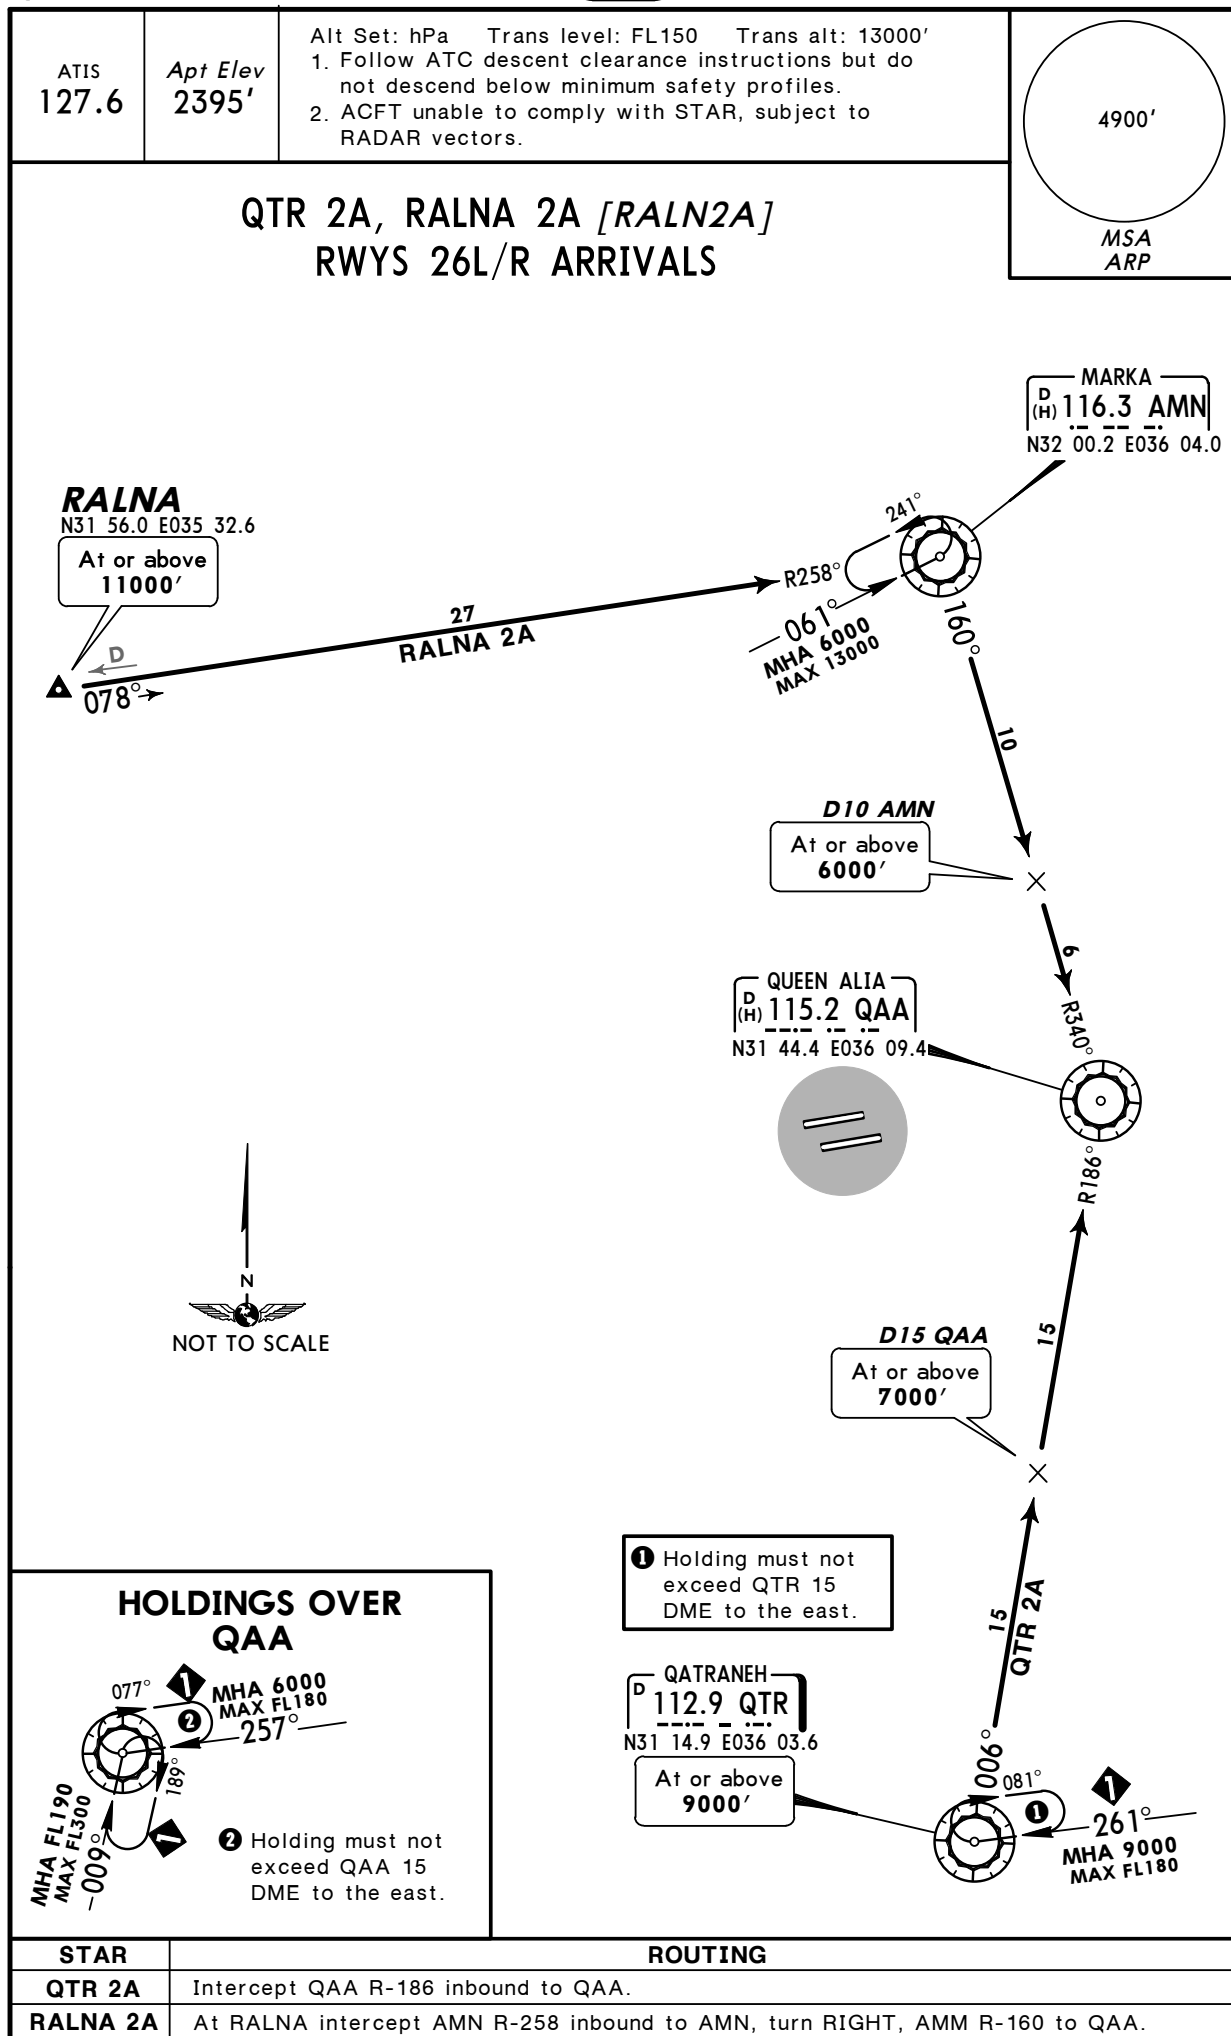 ATIS
127.6
Apt Elev
2395'
Alt Set: hPa Trans level: FL150 Trans alt: 13000'
1. Follow ATC descent clearance instructions but do
not descend below minimum safety profiles.
2. ACFT unable to comply with STAR, subject to
RADAR vectors.
4900'
MSA
ARP
QTR 2A, RALNA 2A [RALN2A]
RWYS 26L/R ARRIVALS
MARKA
D
(H) 116.3 AMN
N32 00.2 E036 04.0
RALNA
N31 56.0 E035 32.6
At or above
11000'
D
078°
27
RALNA 2A
R258°
241°
061°
MHA 6000
MAX 13000
160°
10
D10 AMN
At or above
6000'
6
R340°
QUEEN ALIA
D
(H) 115.2 QAA
N31 44.4 E036 09.4
R186°
15
N
NOT TO SCALE
D15 QAA
At or above
7000'
15
QTR 2A
1 Holding must not
exceed QTR 15
DME to the east.
QATRANEH
D 112.9 QTR
N31 14.9 E036 03.6
At or above
9000'
006°
081°
1
1
261°
MHA 9000
MAX FL180
HOLDINGS OVER
QAA
077°
1
MHA 6000
MAX FL180
2
257°
189°
1
MHA FL190
MAX FL300
009°
2 Holding must not
exceed QAA 15
DME to the east.
STAR ROUTING
QTR 2A Intercept QAA R-186 inbound to QAA.
RALNA 2A At RALNA intercept AMN R-258 inbound to AMN, turn RIGHT, AMM R-160 to QAA.